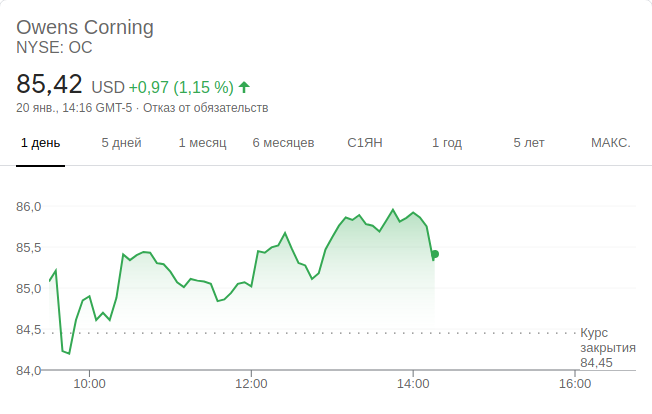 Owens Corning
NYSE: OC
85,42 USD +0,97 (1,15 %)
20 янв., 14:16 GMT-5 · Отказ от обязательств
1 день 5 дней 1 месяц 6 месяцев С1ЯН 1 год 5 лет МАКС.
86,0
85,5
85,0
84,5
84,0
Курс
закрытия
84,45
10:00 12:00 14:00 16:00